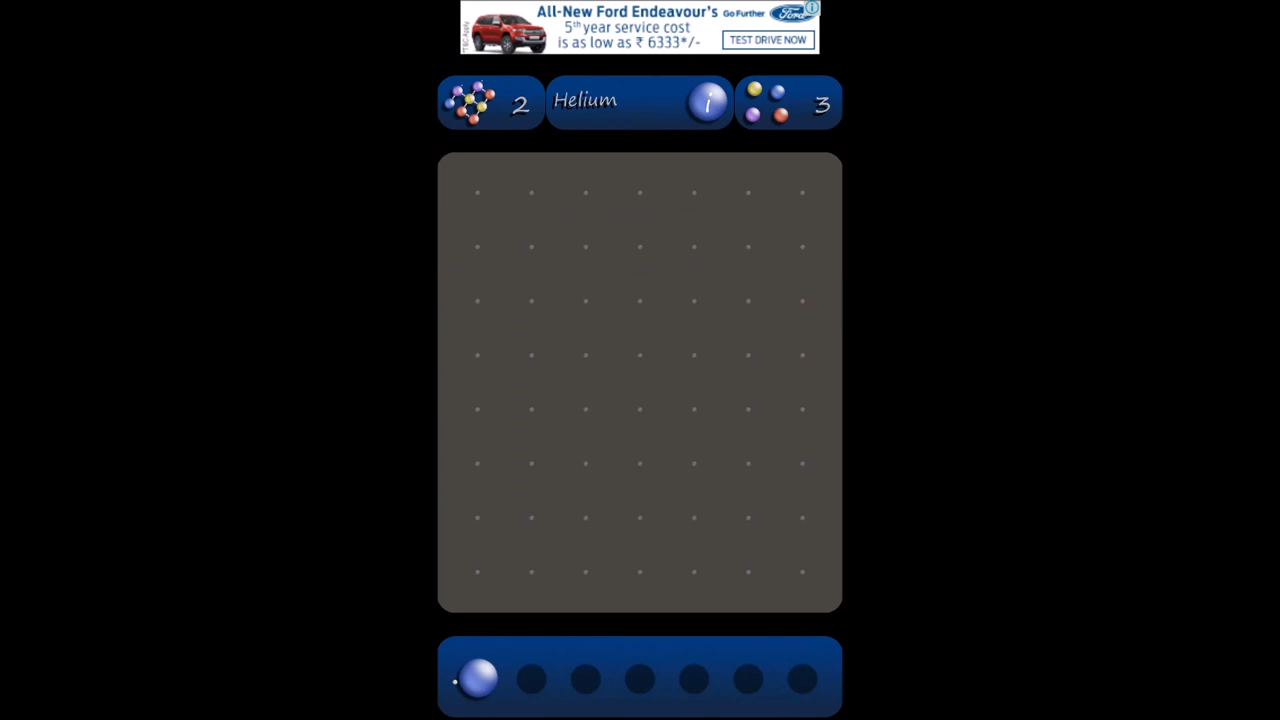 All-New Ford Endeavour's Go Further Ford
5th year service cost
is as low as ₹ 6333*/-
TEST DRIVE NOW
*T&C Apply
2 Helium i 3